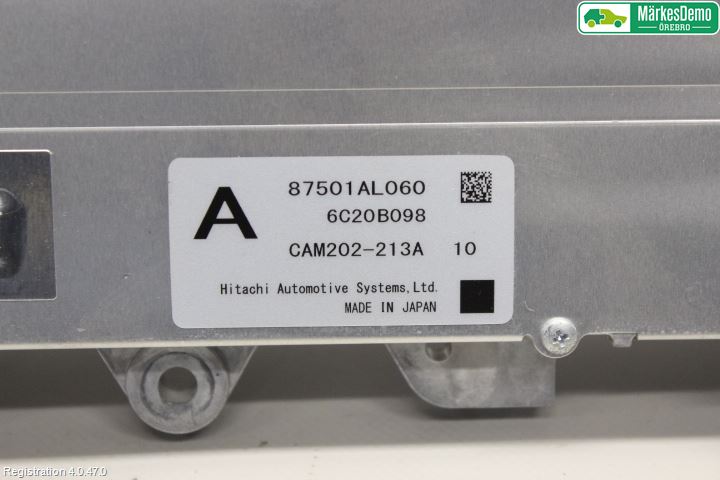 MärkesDemo
ÖREBRO
A
87501AL060
6C20B098
CAM202-213A 10
Hitachi Automotive Systems,Ltd.
MADE IN JAPAN
Registration 4.0.47.0